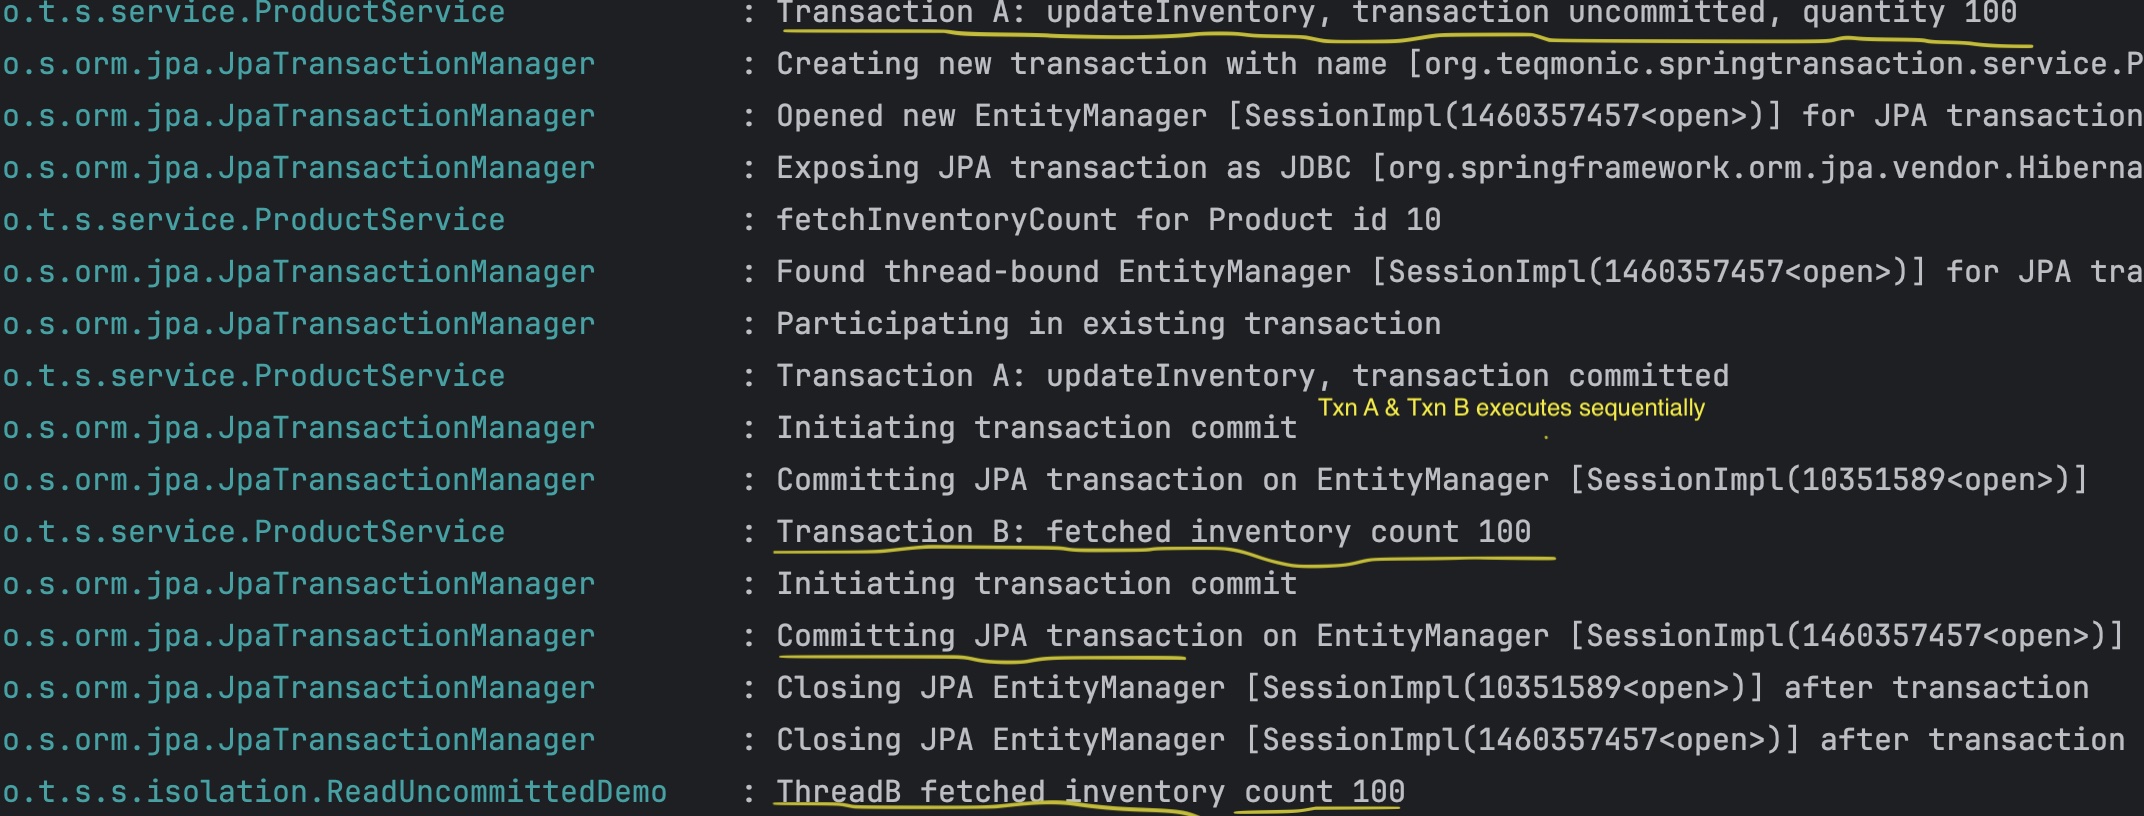 o.t.s.service.ProductService : Transaction A: updateInventory, transaction uncommitted, quantity 100
o.s.orm.jpa.JpaTransactionManager : Creating new transaction with name [org.teqmonic.springtransaction.service.P
o.s.orm.jpa.JpaTransactionManager : Opened new EntityManager [SessionImpl(1460357457<open>)] for JPA transaction
o.s.orm.jpa.JpaTransactionManager : Exposing JPA transaction as JDBC [org.springframework.orm.jpa.vendor.Hiberna
o.t.s.service.ProductService : fetchInventoryCount for Product id 10
o.s.orm.jpa.JpaTransactionManager : Found thread-bound EntityManager [SessionImpl(1460357457<open>)] for JPA tra
o.s.orm.jpa.JpaTransactionManager : Participating in existing transaction
o.t.s.service.ProductService : Transaction A: updateInventory, transaction committed
Txn A & Txn B executes sequentially
o.s.orm.jpa.JpaTransactionManager : Initiating transaction commit
o.s.orm.jpa.JpaTransactionManager : Committing JPA transaction on EntityManager [SessionImpl(10351589<open>)]
o.t.s.service.ProductService : Transaction B: fetched inventory count 100
o.s.orm.jpa.JpaTransactionManager : Initiating transaction commit
o.s.orm.jpa.JpaTransactionManager : Committing JPA transaction on EntityManager [SessionImpl(1460357457<open>)]
o.s.orm.jpa.JpaTransactionManager : Closing JPA EntityManager [SessionImpl(10351589<open>)] after transaction
o.s.orm.jpa.JpaTransactionManager : Closing JPA EntityManager [SessionImpl(1460357457<open>)] after transaction
o.t.s.s.isolation.ReadUncommittedDemo : ThreadB fetched inventory count 100